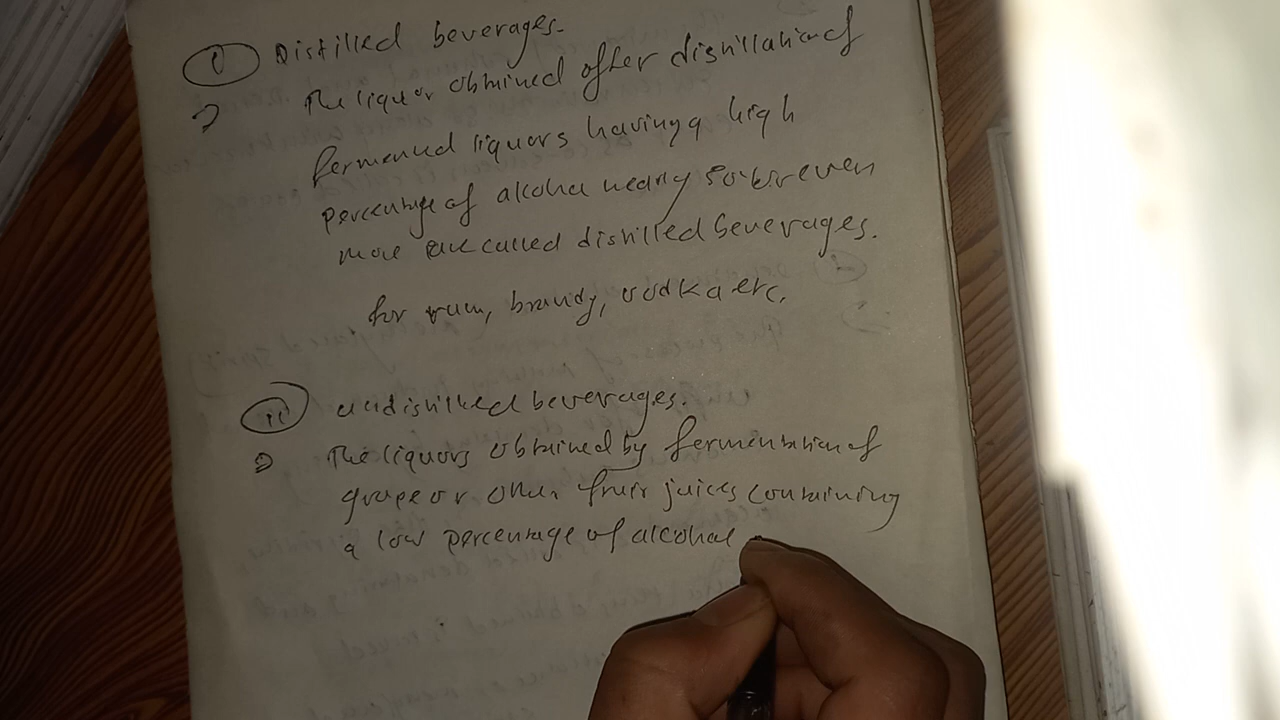 (i) Distilled beverages.
→ The liquor obtained after distillation of
fermented liquors having a high
percentage of alcohol nearly or even
more are called distilled beverages.
for rum, brandy, vodka etc.
(ii) undistilled beverages.
→ The liquors obtained by fermentation of
grape or other fruit juices containing
a low percentage of alcohal